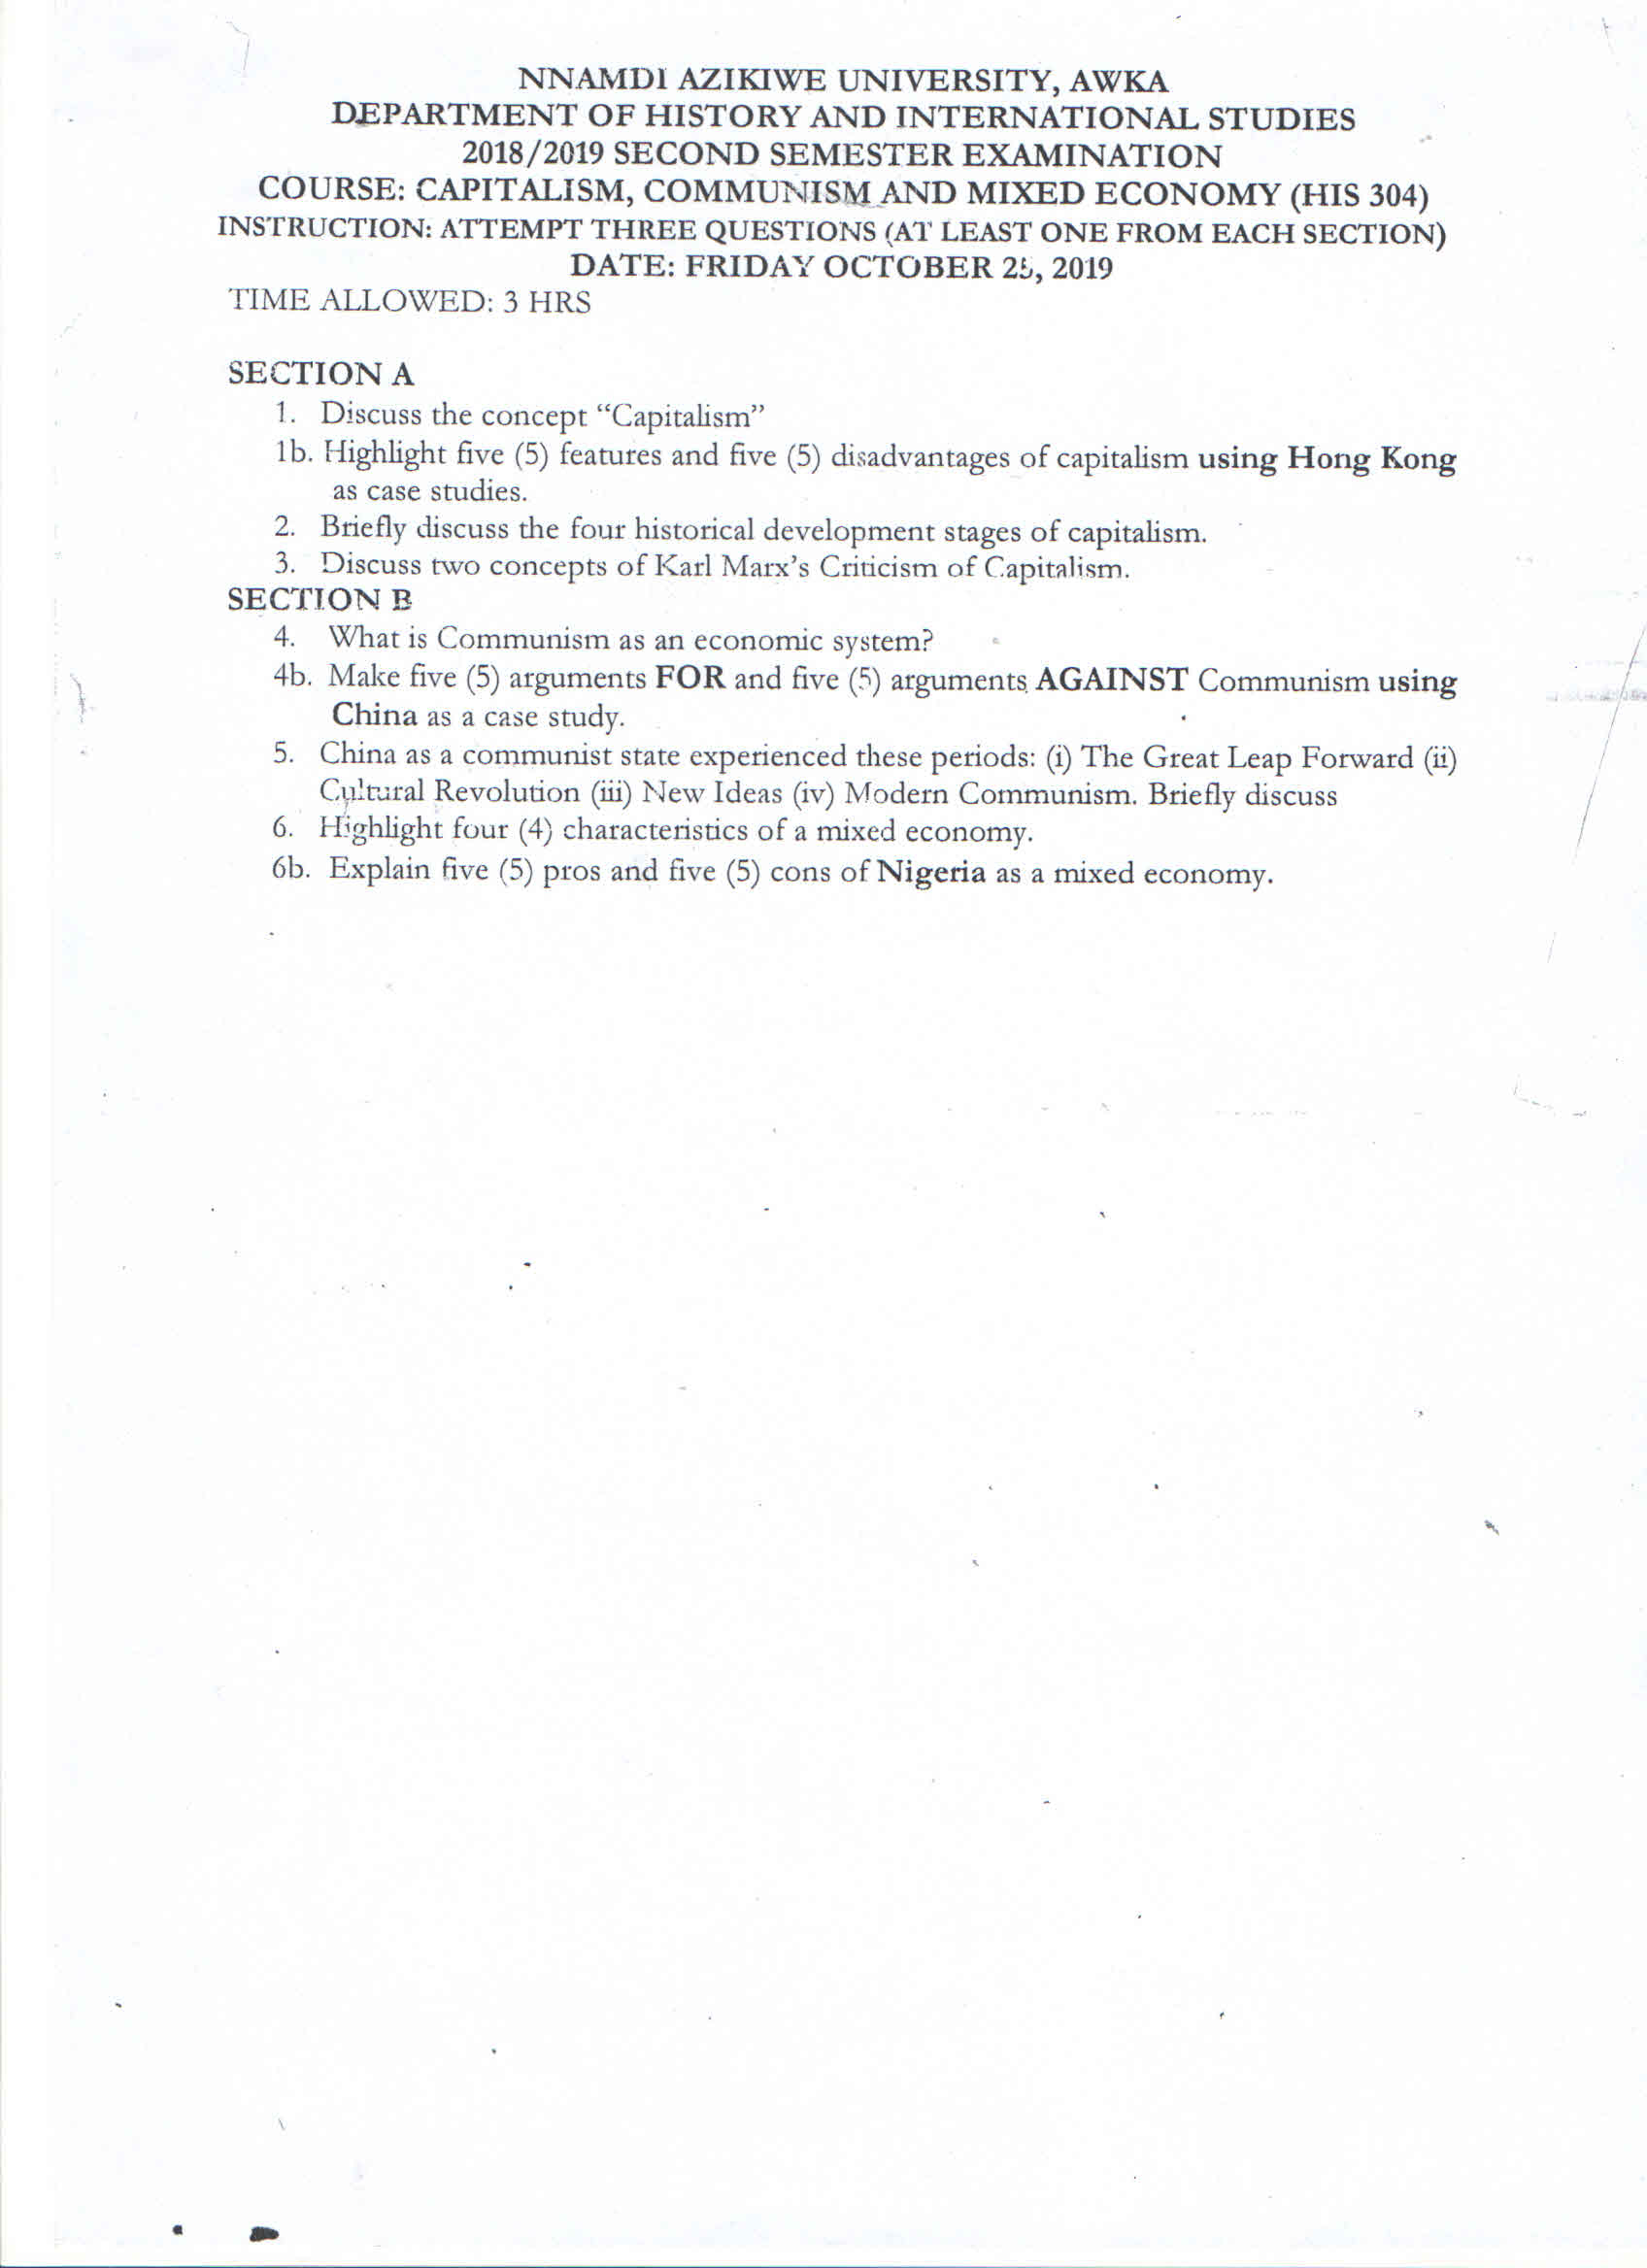 NNAMDI AZIKIWE UNIVERSITY, AWKA
DEPARTMENT OF HISTORY AND INTERNATIONAL STUDIES
2018/2019 SECOND SEMESTER EXAMINATION
COURSE: CAPITALISM, COMMUNISM AND MIXED ECONOMY (HIS 304)
INSTRUCTION: ATTEMPT THREE QUESTIONS (AT LEAST ONE FROM EACH SECTION)
DATE: FRIDAY OCTOBER 25, 2019
TIME ALLOWED: 3 HRS
SECTION A
1. Discuss the concept “Capitalism”
1b. Highlight five (5) features and five (5) disadvantages of capitalism using Hong Kong
as case studies.
2. Briefly discuss the four historical development stages of capitalism.
3. Discuss two concepts of Karl Marx’s Criticism of Capitalism.
SECTION B
4. What is Communism as an economic system?
4b. Make five (5) arguments FOR and five (5) arguments AGAINST Communism using
China as a case study.
5. China as a communist state experienced these periods: (i) The Great Leap Forward (ii)
Cultural Revolution (iii) New Ideas (iv) Modern Communism. Briefly discuss
6. Highlight four (4) characteristics of a mixed economy.
6b. Explain five (5) pros and five (5) cons of Nigeria as a mixed economy.